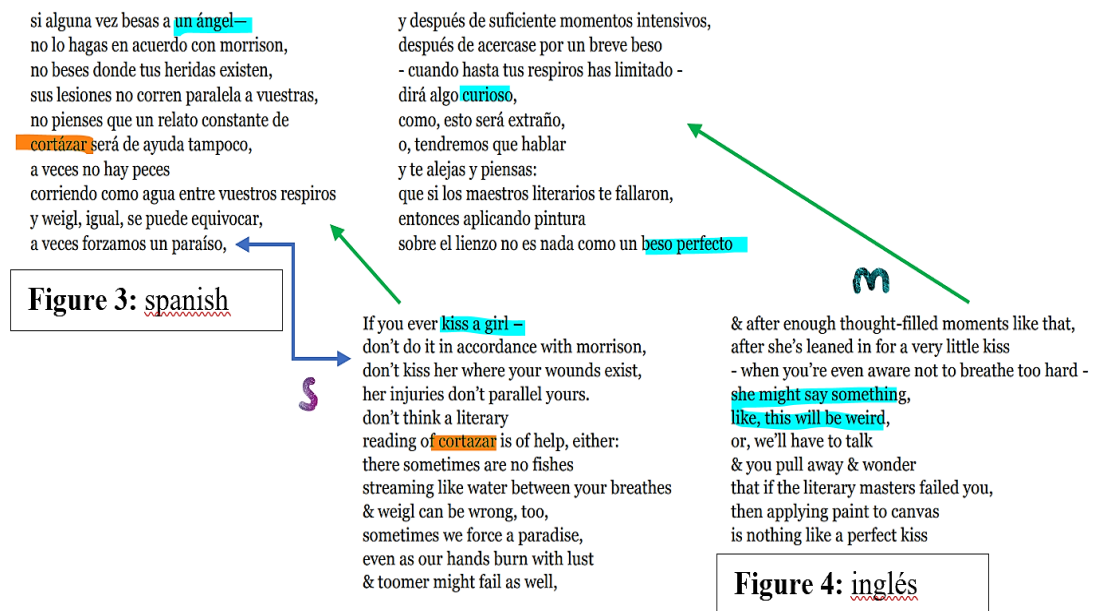 si alguna vez besas a un ángel—
no lo hagas en acuerdo con morrison,
no beses donde tus heridas existen,
sus lesiones no corren paralela a vuestras,
no pienses que un relato constante de
cortázar será de ayuda tampoco,
a veces no hay peces
corriendo como agua entre vuestros respiros
y weigl, igual, se puede equivocar,
a veces forzamos un paraíso,
Figure 3: spanish
y después de suficiente momentos intensivos,
después de acercase por un breve beso
- cuando hasta tus respiros has limitado -
dirá algo curioso,
como, esto será extraño,
o, tendremos que hablar
y te alejas y piensas:
que si los maestros literarios te fallaron,
entonces aplicando pintura
sobre el lienzo no es nada como un beso perfecto
S
If you ever kiss a girl –
don't do it in accordance with morrison,
don't kiss her where your wounds exist,
her injuries don't parallel yours.
don't think a literary
reading of cortazar is of help, either:
there sometimes are no fishes
streaming like water between your breathes
& weigl can be wrong, too,
sometimes we force a paradise,
even as our hands burn with lust
& toomer might fail as well,
m
& after enough thought-filled moments like that,
after she's leaned in for a very little kiss
- when you're even aware not to breathe too hard -
she might say something,
like, this will be weird,
or, we'll have to talk
& you pull away & wonder
that if the literary masters failed you,
then applying paint to canvas
is nothing like a perfect kiss
Figure 4: inglés